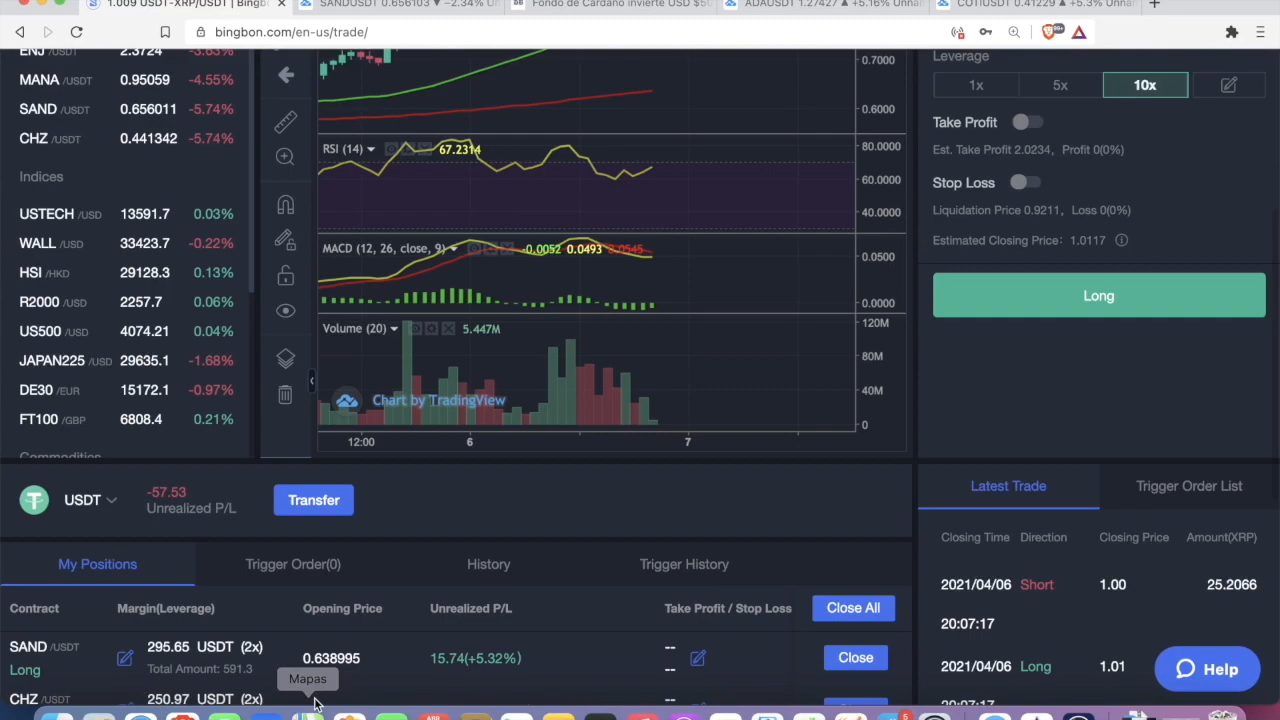 1.009 USDT-XRP/USDT | Bingbon
SANDUSDT 0.656103 ▼ −2.34% Un
Fondo de Cardano invierte USD $50
ADAUSDT 1.27427 ▲ +5.16% Unnam
COTIUSDT 0.41229 ▲ +5.3% Unnam
bingbon.com/en-us/trade/
99+
ENJ /USDT 2.3724 -3.63%
MANA /USDT 0.95059 -4.55%
SAND /USDT 0.656011 -5.74%
CHZ /USDT 0.441342 -5.74%
Indices
USTECH /USD 13591.7 0.03%
WALL /USD 33423.7 -0.22%
HSI /HKD 29128.3 0.13%
R2000 /USD 2257.7 0.06%
US500 /USD 4074.21 0.04%
JAPAN225 /USD 29635.1 -1.68%
DE30 /EUR 15172.1 -0.97%
FT100 /GBP 6808.4 0.21%
Commodities
0.7000
0.6000
RSI (14) 67.2314
80.0000
60.0000
40.0000
MACD (12, 26, close, 9) -0.0052 0.0493 0.0545
0.0500
0.0000
Volume (20) 5.447M
120M
80M
40M
0
Chart by TradingView
12:00 6 7
Leverage
1x 5x 10x
Take Profit
Est. Take Profit 2.0234, Profit 0(0%)
Stop Loss
Liquidation Price 0.9211, Loss 0(0%)
Estimated Closing Price: 1.0117
Long
USDT
-57.53
Unrealized P/L
Transfer
My Positions Trigger Order(0) History Trigger History
Contract Margin(Leverage) Opening Price Unrealized P/L Take Profit / Stop Loss Close All
SAND /USDT 295.65 USDT (2x) --
Long Total Amount: 591.3 0.638995 15.74(+5.32%) -- Close
Mapas
CHZ /USDT 250.97 USDT (2x)
Latest Trade Trigger Order List
Closing Time Direction Closing Price Amount(XRP)
2021/04/06 Short 1.00 25.2066
20:07:17
2021/04/06 Long 1.01
Help
5